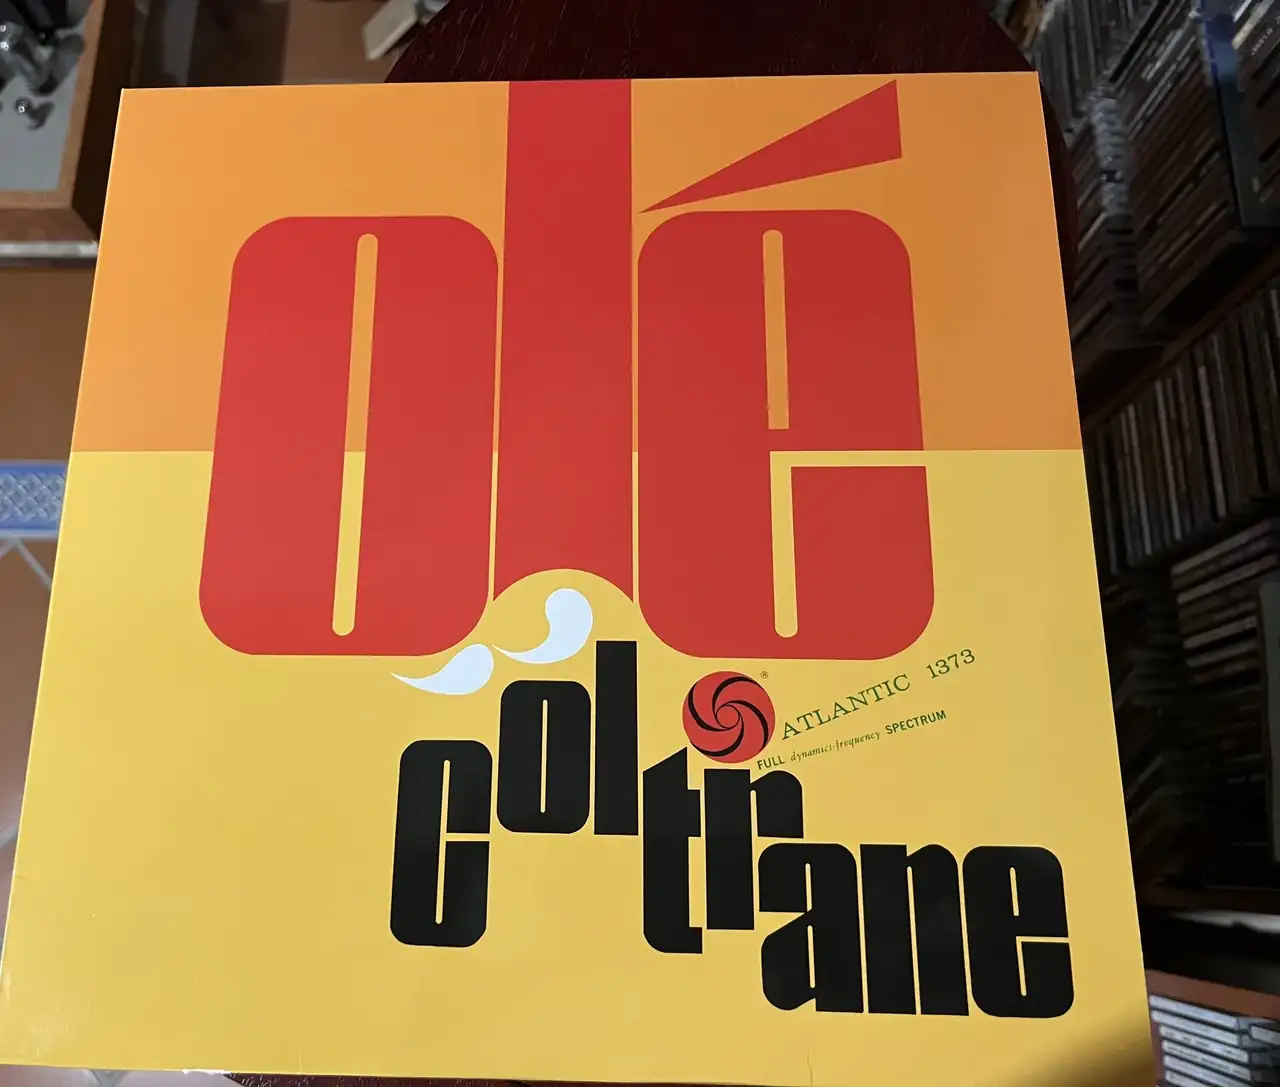 olé
coltrane
® ATLANTIC 1373
FULL dynamics-frequency SPECTRUM